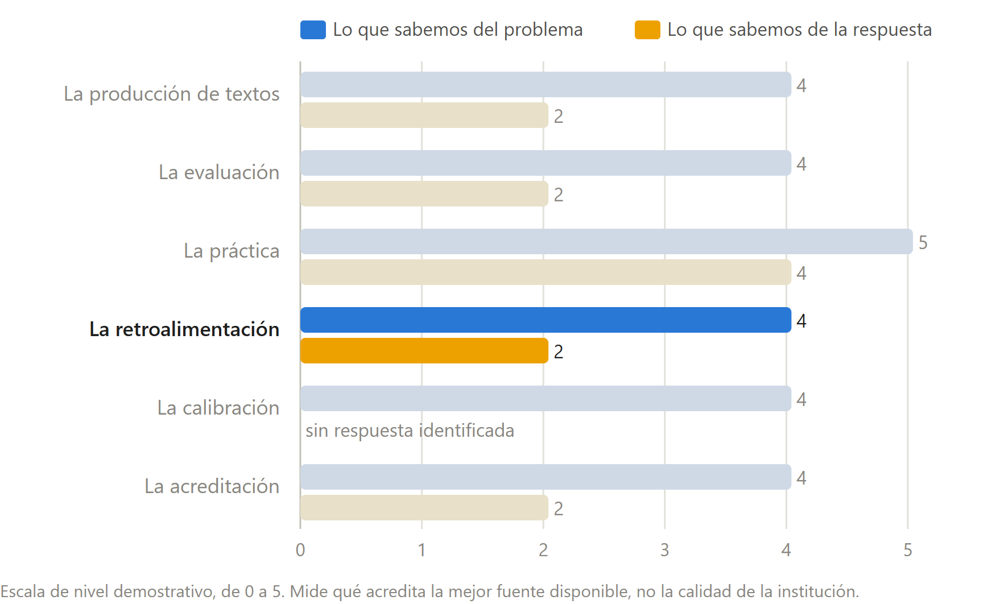 Lo que sabemos del problema
Lo que sabemos de la respuesta
La producción de textos
4
2
La evaluación
4
2
La práctica
5
4
La retroalimentación
4
2
La calibración
4
sin respuesta identificada
La acreditación
4
2
0 1 2 3 4 5
Escala de nivel demostrativo, de 0 a 5. Mide qué acredita la mejor fuente disponible, no la calidad de la institución.